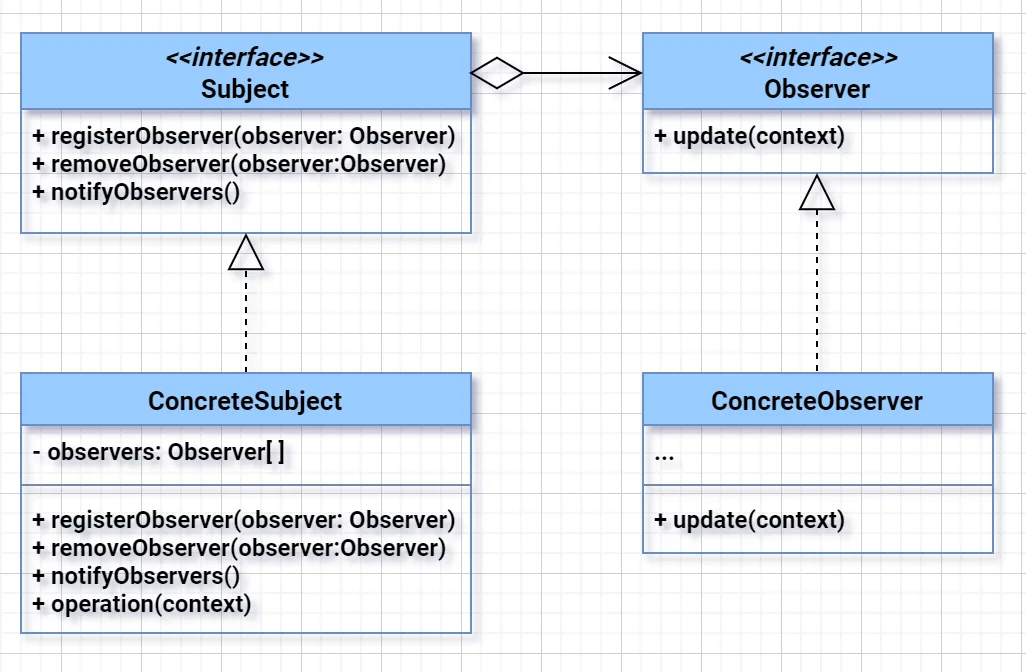 <<interface>>
Subject
+ registerObserver(observer: Observer)
+ removeObserver(observer:Observer)
+ notifyObservers()
<<interface>>
Observer
+ update(context)
ConcreteSubject
- observers: Observer[ ]
+ registerObserver(observer: Observer)
+ removeObserver(observer:Observer)
+ notifyObservers()
+ operation(context)
ConcreteObserver
...
+ update(context)